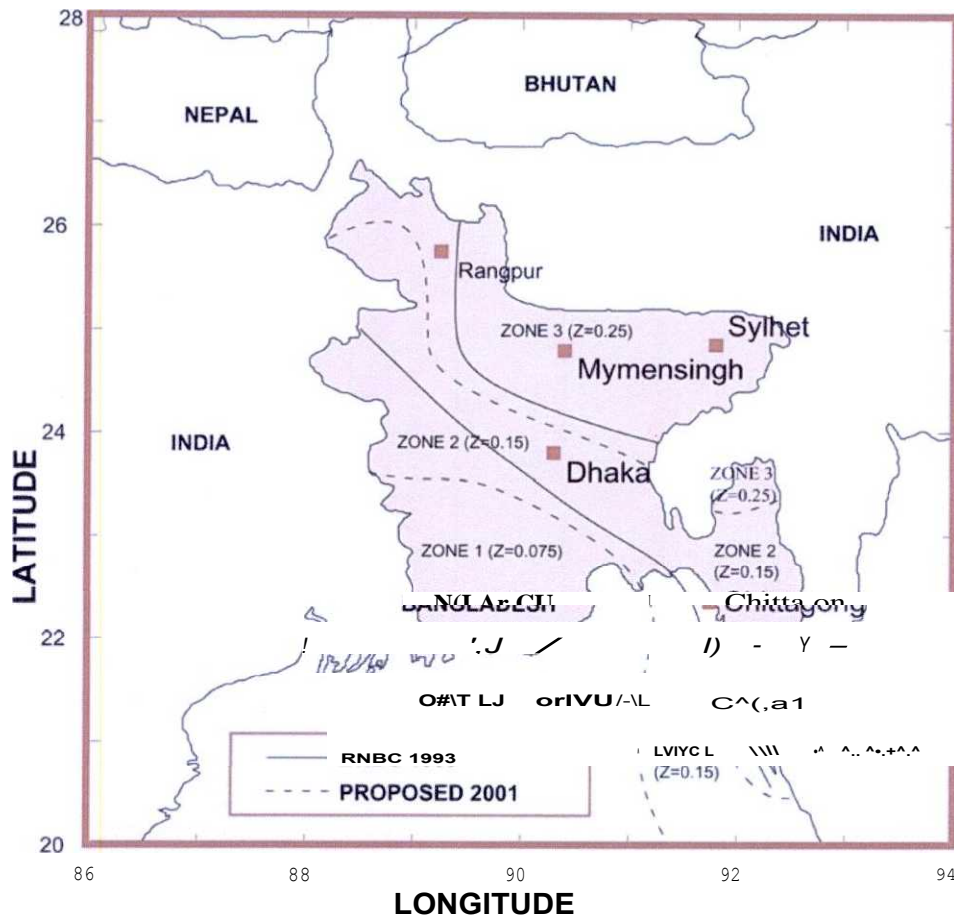 28
BHUTAN
NEPAL
26
INDIA
Rangpur
Sylhet
ZONE 3 (Z=0.25)
Mymensingh
24
INDIA
ZONE 2 (Z=0.15)
Dhaka
ZONE 3
(Z=0.25)
LATITUDE
ZONE 1 (Z=0.075)
ZONE 2
(Z=0.15)
22
RNBC 1993
(Z=0.15)
PROPOSED 2001
20
86
88
90
92
94
LONGITUDE